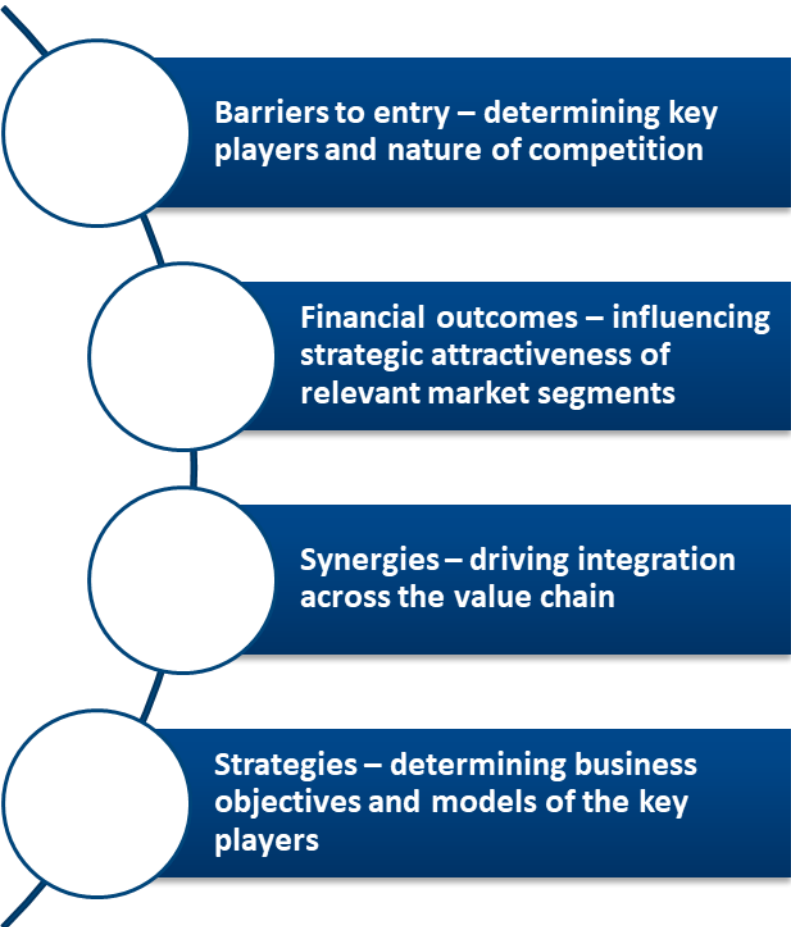 Barriers to entry – determining key
players and nature of competition
Financial outcomes – influencing
strategic attractiveness of
relevant market segments
Synergies – driving integration
across the value chain
Strategies – determining business
objectives and models of the key
players